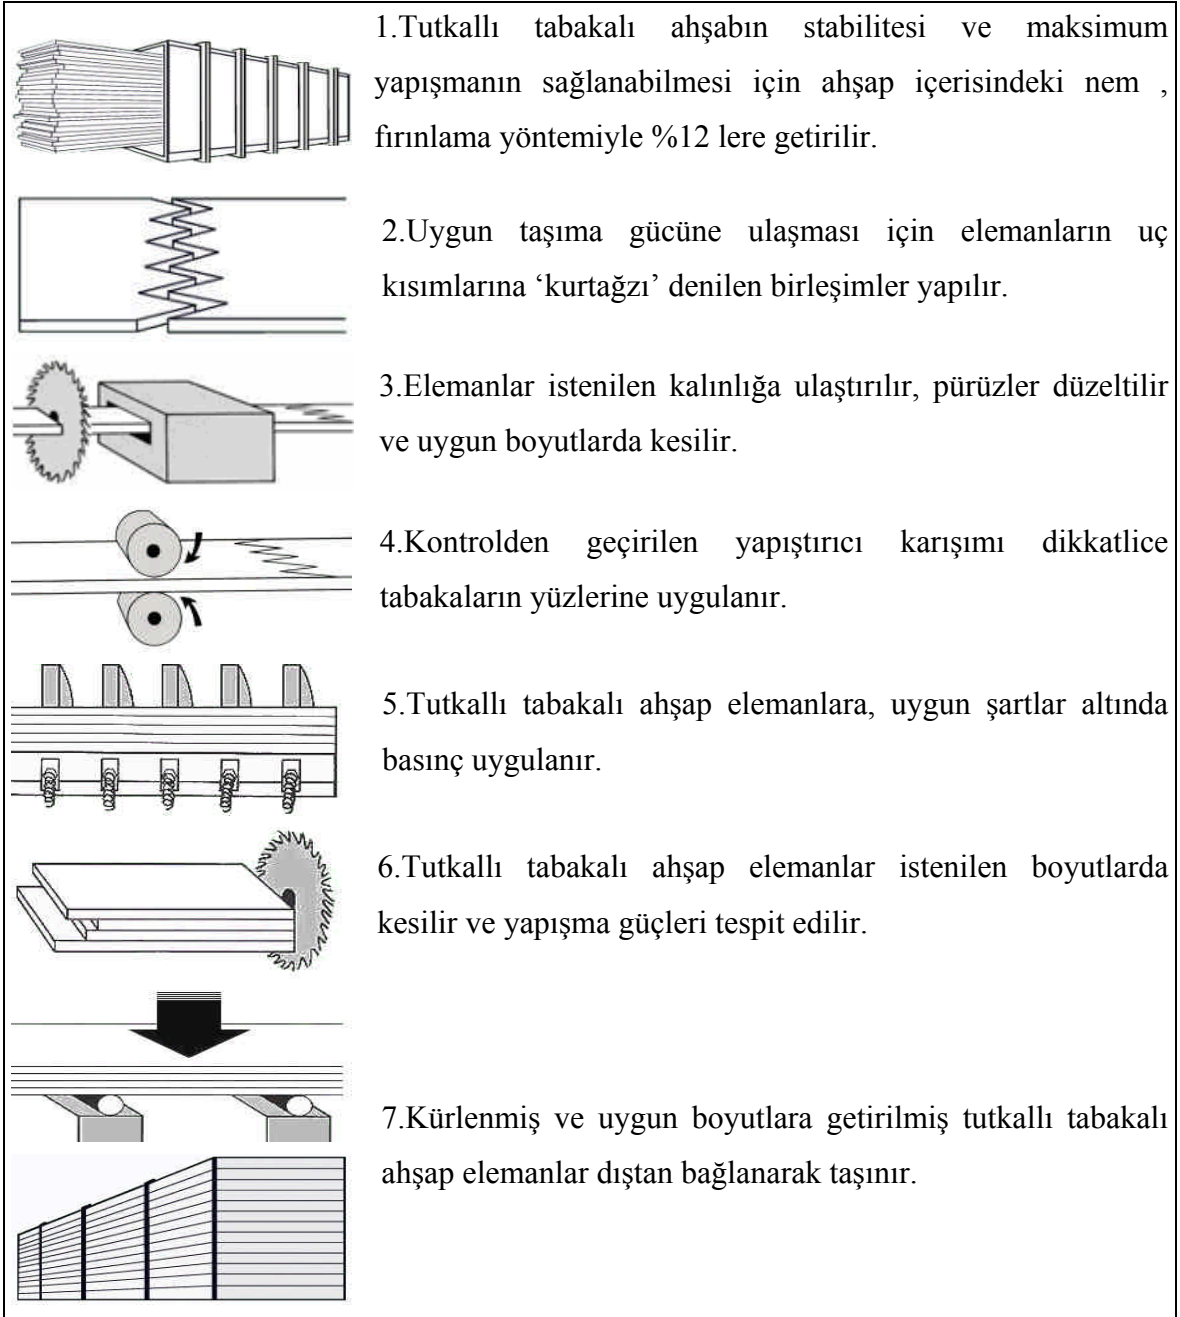 1.Tutkallı tabakalı ahşabın stabilitesi ve maksimum
yapışmanın sağlanabilmesi için ahşap içerisindeki nem ,
fırınlama yöntemiyle %12 lere getirilir.
2.Uygun taşıma gücüne ulaşması için elemanların uç
kısımlarına ‘kurtağzı’ denilen birleşimler yapılır.
3.Elemanlar istenilen kalınlığa ulaştırılır, pürüzler düzeltilir
ve uygun boyutlarda kesilir.
4.Kontrolden geçirilen yapıştırıcı karışımı dikkatlice
tabakaların yüzlerine uygulanır.
5.Tutkallı tabakalı ahşap elemanlara, uygun şartlar altında
basınç uygulanır.
6.Tutkallı tabakalı ahşap elemanlar istenilen boyutlarda
kesilir ve yapışma güçleri tespit edilir.
7.Kürlenmiş ve uygun boyutlara getirilmiş tutkallı tabakalı
ahşap elemanlar dıştan bağlanarak taşınır.